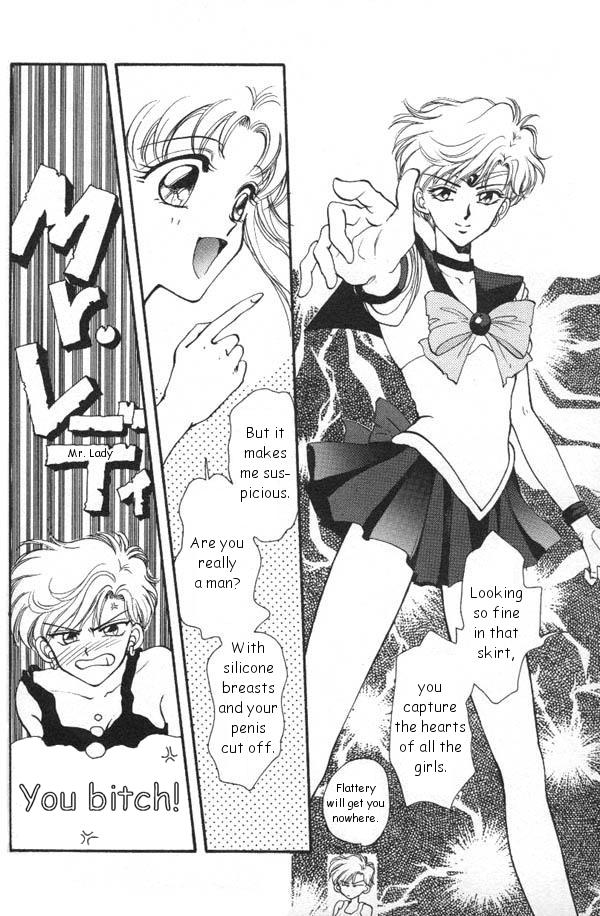 Looking
so fine
in that
skirt,
you
capture
the hearts
of all the
girls.
Flattery
will get you
nowhere.
But it
makes
me sus-
picious.
Are you
really
a man?
With
silicone
breasts
and your
penis
cut off.
Mr.レーディ
Mr. Lady
You bitch!